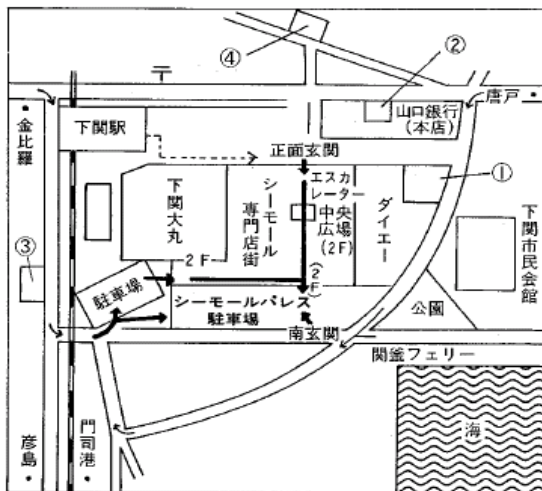 ④
②
〒
山口銀行
(本店)
唐戸
金比羅
下関駅
正面玄関
①
エスカ
レーター
中央
広場
(2F)
下関大丸
シーモール
専門店街
ダイエー
下関市民会館
③
2F
(2F)
駐車場
シーモールパレス
駐車場
公園
南玄関
関釜フェリー
海
彦島
門司港